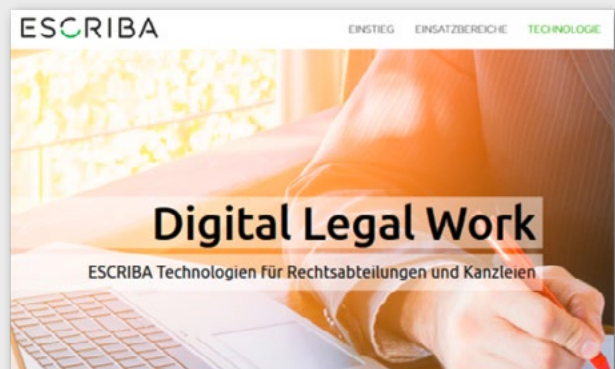 ESCRIBA
EINSTIEG EINSATZBEREICHE TECHNOLOGIE
Digital Legal Work
ESCRIBA Technologien für Rechtsabteilungen und Kanzleien